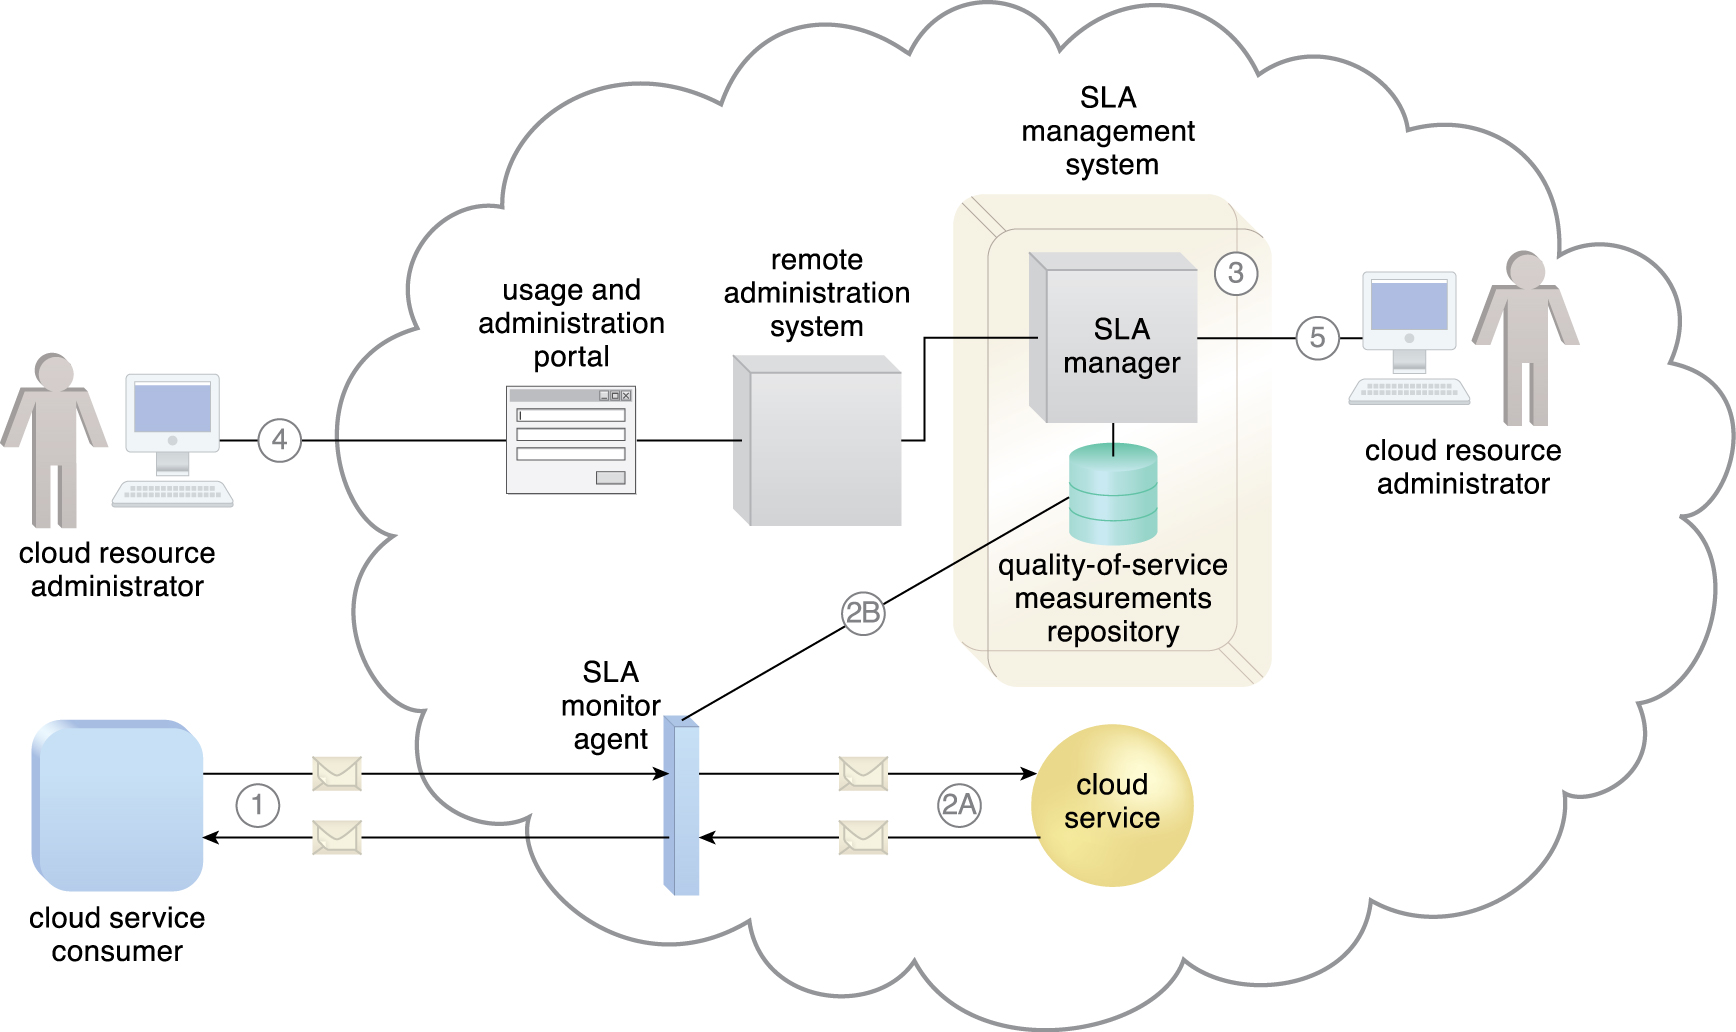 SLA
management
system
remote
administration
system
usage and
administration
portal
3
SLA
manager
5
4
cloud resource
administrator
cloud resource
administrator
quality-of-service
measurements
repository
2B
SLA
monitor
agent
1
2A
cloud
service
cloud service
consumer